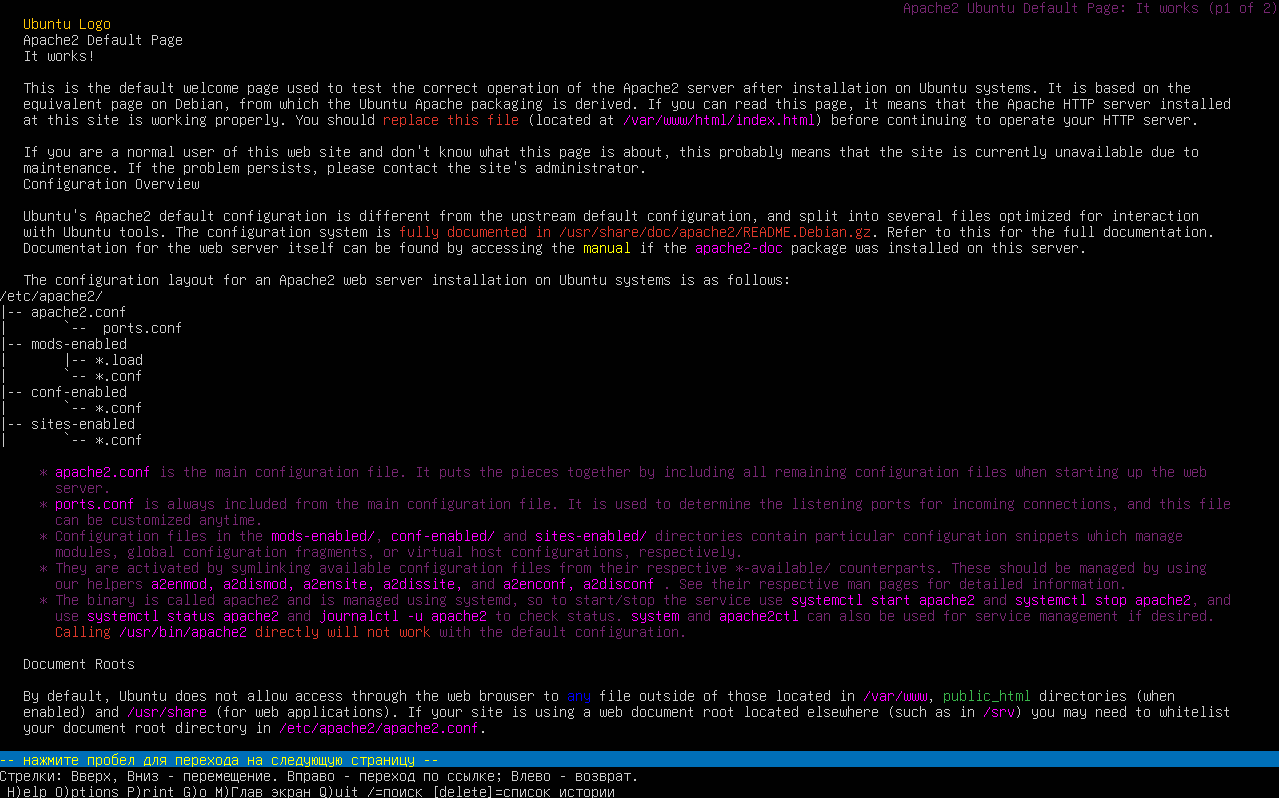 Apache2 Ubuntu Default Page: It works (p1 of 2)
Ubuntu Logo
Apache2 Default Page
It works!
This is the default welcome page used to test the correct operation of the Apache2 server after installation on Ubuntu systems. It is based on the
equivalent page on Debian, from which the Ubuntu Apache packaging is derived. If you can read this page, it means that the Apache HTTP server installed
at this site is working properly. You should replace this file (located at /var/www/html/index.html) before continuing to operate your HTTP server.
If you are a normal user of this web site and don't know what this page is about, this probably means that the site is currently unavailable due to
maintenance. If the problem persists, please contact the site's administrator.
Configuration Overview
Ubuntu's Apache2 default configuration is different from the upstream default configuration, and split into several files optimized for interaction
with Ubuntu tools. The configuration system is fully documented in /usr/share/doc/apache2/README.Debian.gz. Refer to this for the full documentation.
Documentation for the web server itself can be found by accessing the manual if the apache2-doc package was installed on this server.
The configuration layout for an Apache2 web server installation on Ubuntu systems is as follows:
/etc/apache2/
|-- apache2.conf
|       `--  ports.conf
|-- mods-enabled
|       |-- *.load
|       `-- *.conf
|-- conf-enabled
|       `-- *.conf
|-- sites-enabled
|       `-- *.conf
* apache2.conf is the main configuration file. It puts the pieces together by including all remaining configuration files when starting up the web
server.
* ports.conf is always included from the main configuration file. It is used to determine the listening ports for incoming connections, and this file
can be customized anytime.
* Configuration files in the mods-enabled/, conf-enabled/ and sites-enabled/ directories contain particular configuration snippets which manage
modules, global configuration fragments, or virtual host configurations, respectively.
* They are activated by symlinking available configuration files from their respective *-available/ counterparts. These should be managed by using
our helpers a2enmod, a2dismod, a2ensite, a2dissite, and a2enconf, a2disconf . See their respective man pages for detailed information.
* The binary is called apache2 and is managed using systemd, so to start/stop the service use systemctl start apache2 and systemctl stop apache2, and
use systemctl status apache2 and journalctl -u apache2 to check status. system and apache2ctl can also be used for service management if desired.
Calling /usr/bin/apache2 directly will not work with the default configuration.
Document Roots
By default, Ubuntu does not allow access through the web browser to any file outside of those located in /var/www, public_html directories (when
enabled) and /usr/share (for web applications). If your site is using a web document root located elsewhere (such as in /srv) you may need to whitelist
your document root directory in /etc/apache2/apache2.conf.
-- нажмите пробел для перехода на следующую страницу --
Стрелки: Вверх, Вниз - перемещение. Вправо - переход по ссылке; Влево - возврат.
H)elp O)ptions P)rint G)o M)Глав экран Q)uit /=поиск [delete]=список истории